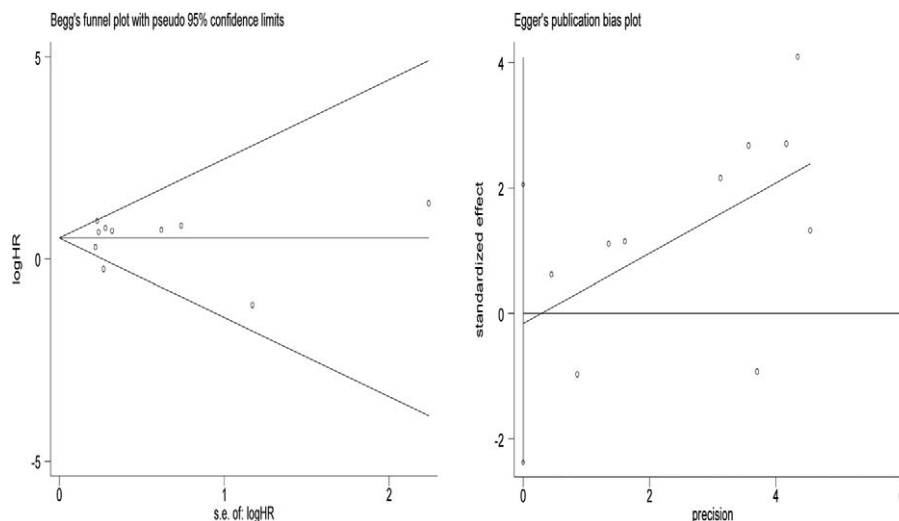 Begg's funnel plot with pseudo 95% confidence limits
5
0
-5
logHR
0
1
2
s.e. of: logHR
Egger's publication bias plot
4
2
0
-2
standardized effect
0
2
4
6
precision